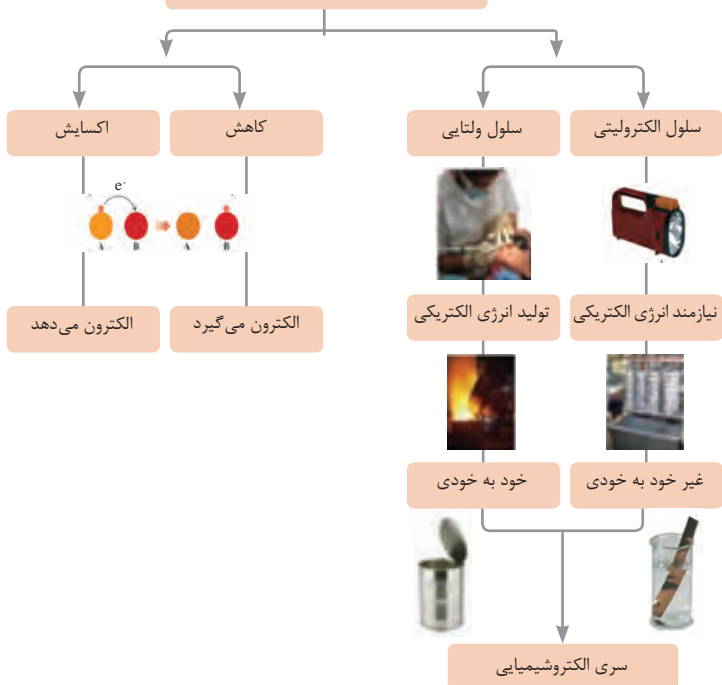 سلول الکترولیتی
سلول ولتایی
کاهش
اکسایش
e⁻
A
B
A
B
نیازمند انرژی الکتریکی
تولید انرژی الکتریکی
الکترون می‌گیرد
الکترون می‌دهد
غیر خود به خودی
خود به خودی
سری الکتروشیمیایی